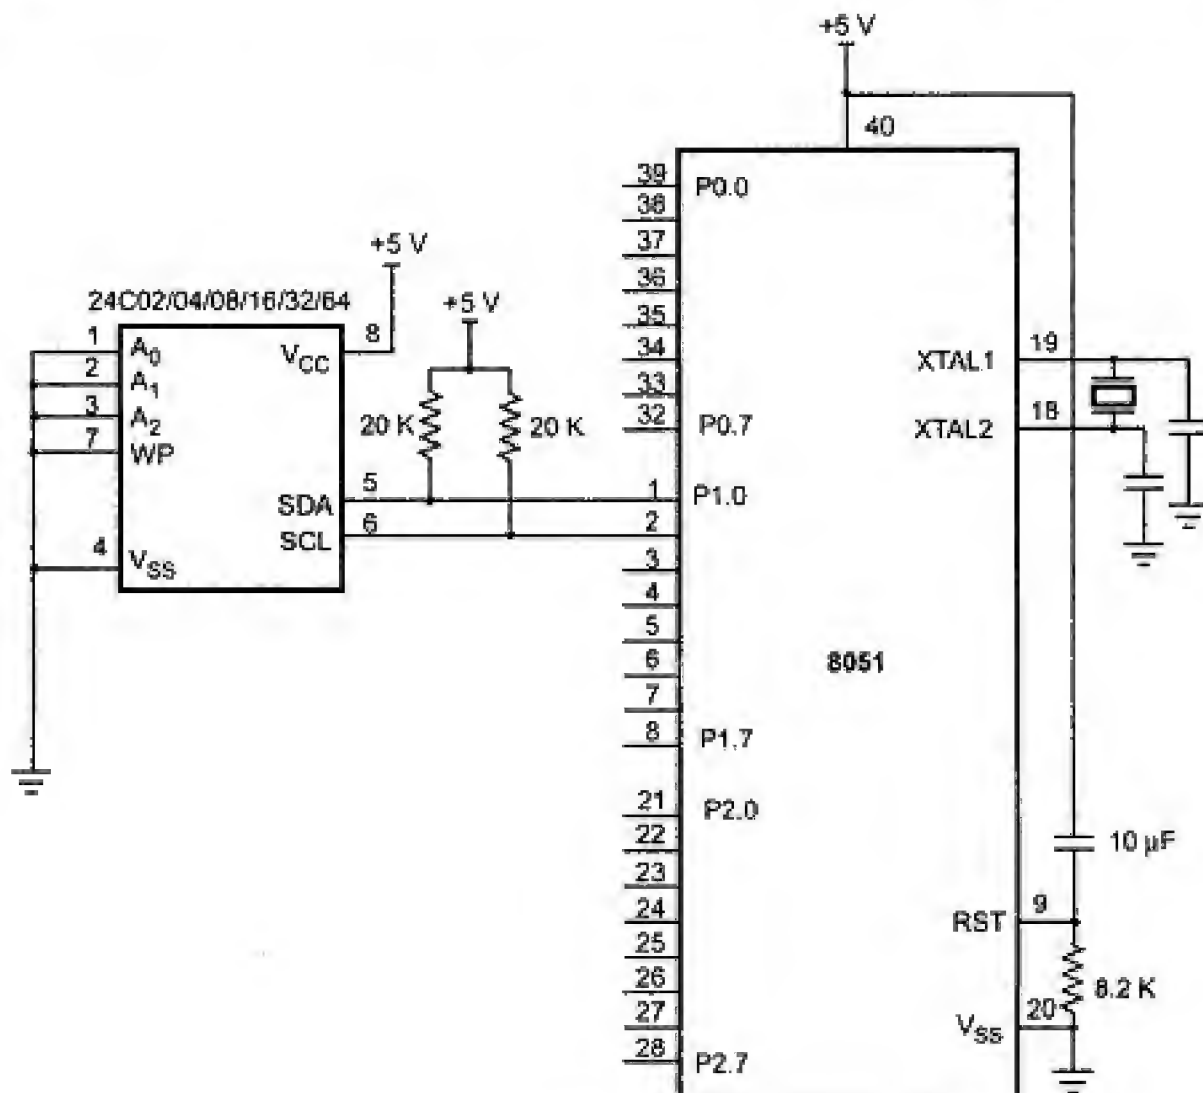 +5 V
40
39 P0.0
38
37
36
35
34
33
32 P0.7
+5 V
+5 V
24C02/04/08/16/32/64
1 A0
2 A1
3 A2
7 WP
4 VSS
8 VCC
20 K
20 K
5 SDA
6 SCL
1 P1.0
2
3
4
5
6
7
8 P1.7
21 P2.0
22
23
24
25
26
27
28 P2.7
8051
XTAL1 19
XTAL2 18
10 µF
RST 9
8.2 K
VSS 20